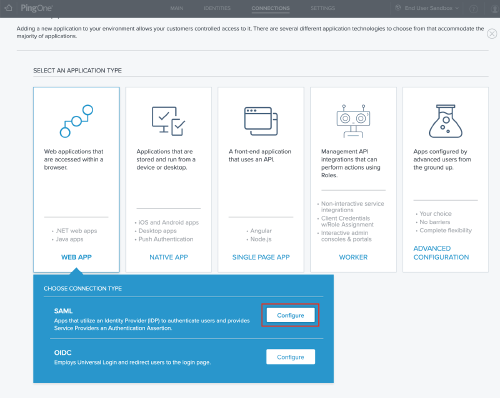 PingOne
MAIN
IDENTITIES
CONNECTIONS
SETTINGS
End User Sandbox
Adding a new application to your environment allows your customers controlled access to it. There are several different application technologies to choose from that accommodate the
majority of applications.
SELECT AN APPLICATION TYPE
Web applications that
are accessed within a
browser.
• .NET web apps
• Java apps
WEB APP
Applications that are
stored and run from a
device or desktop.
• iOS and Android apps
• Desktop apps
• Push Authentication
NATIVE APP
A front-end application
that uses an API.
• Angular
• Node.js
SINGLE PAGE APP
Management API
integrations that can
perform actions using
Roles.
• Non-interactive service
integrations
• Client Credentials
w/Role Assignment
• Interactive admin
consoles & portals
WORKER
Apps configured by
advanced users from
the ground up.
• Your choice
• No barriers
• Complete flexibility
ADVANCED
CONFIGURATION
CHOOSE CONNECTION TYPE
SAML
Apps that utilize an Identity Provider (IDP) to authenticate users and provides
Service Providers an Authentication Assertion.
Configure
OIDC
Employs Universal Login and redirect users to the login page.
Configure